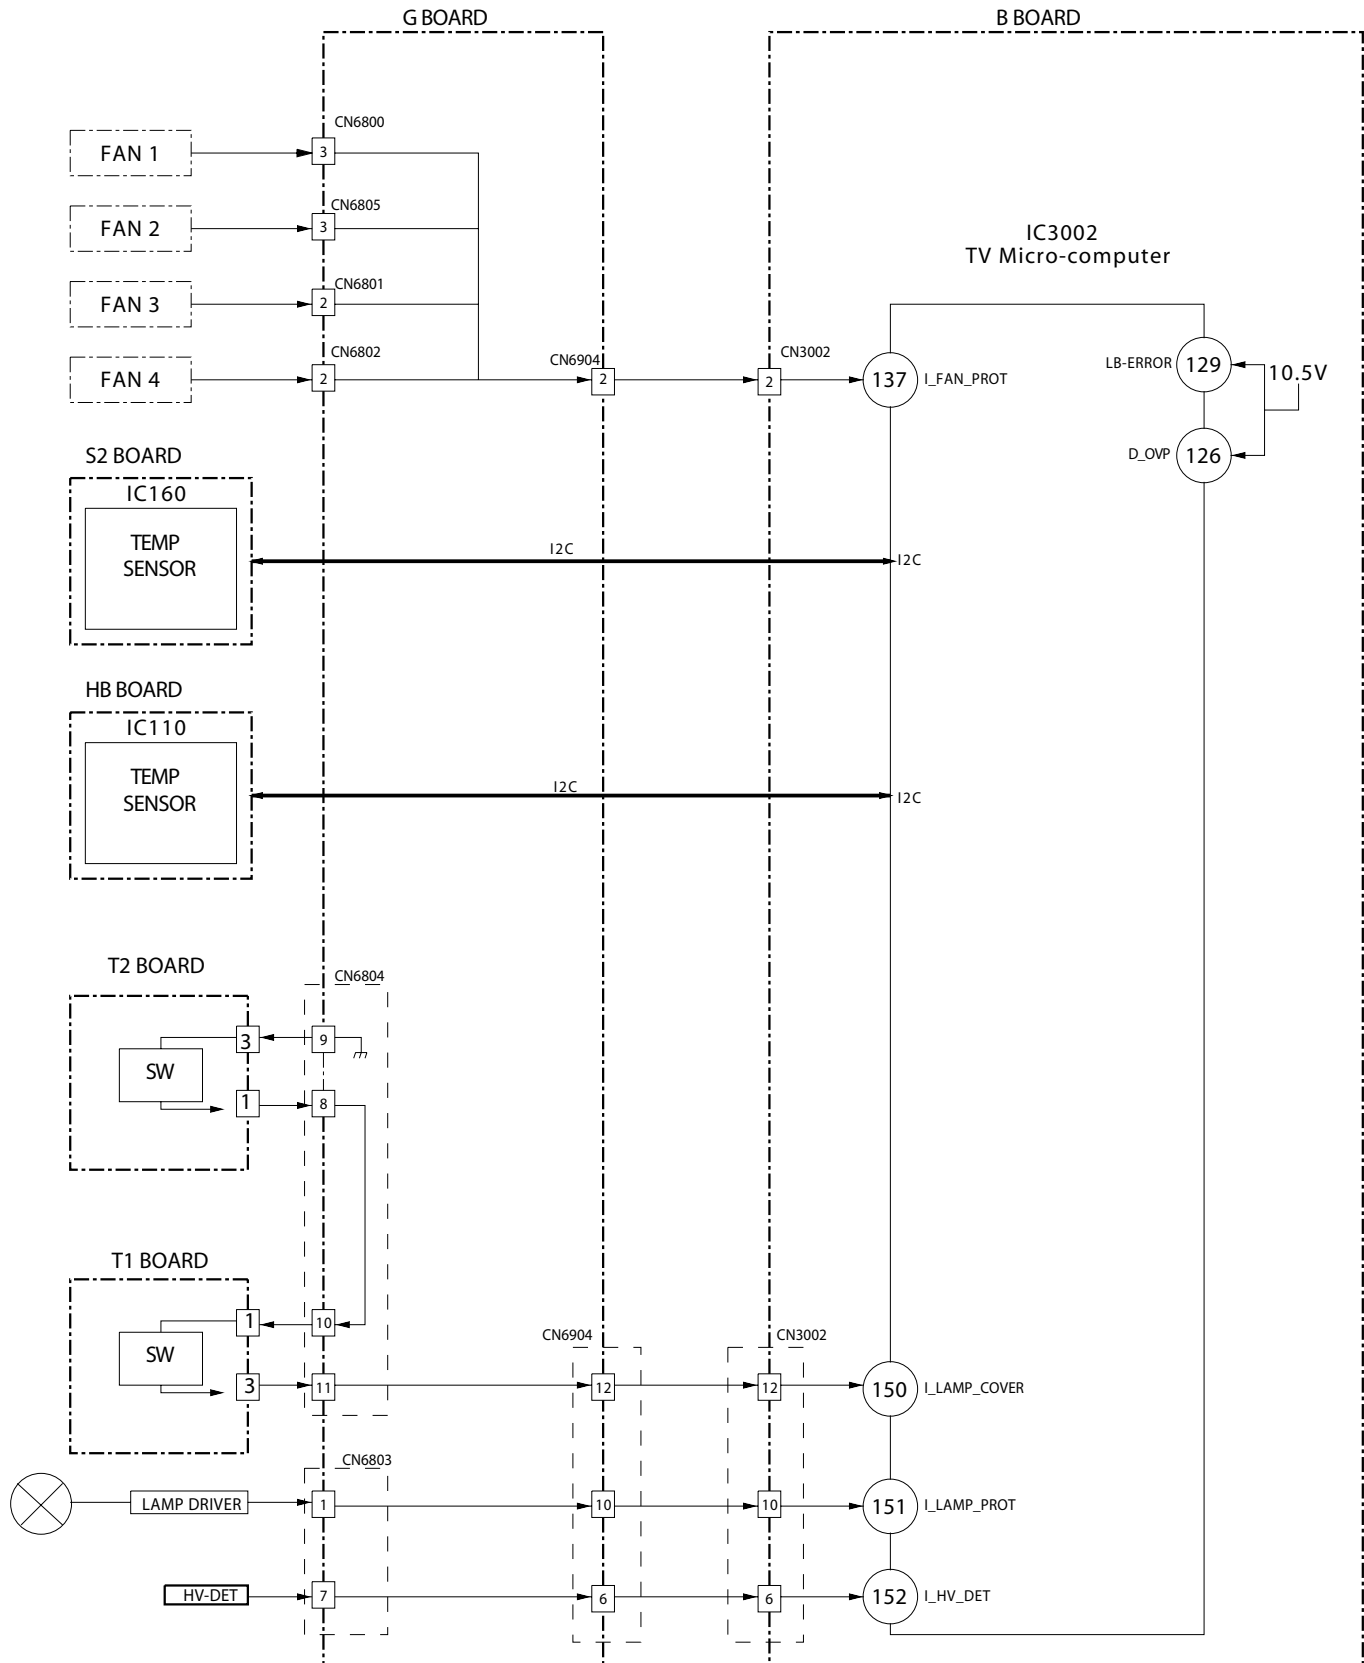 G BOARD
B BOARD
CN6800
FAN 1
3
CN6805
FAN 2
3
IC3002
TV Micro-computer
CN6801
FAN 3
2
CN6802
FAN 4
2
CN6904
2
CN3002
2
137
I_FAN_PROT
LB-ERROR
129
10.5V
D_OVP
126
S2 BOARD
IC160
TEMP
SENSOR
I2C
I2C
HB BOARD
IC110
TEMP
SENSOR
I2C
I2C
T2 BOARD
CN6804
3
9
SW
1
8
T1 BOARD
1
10
SW
3
11
CN6904
12
CN3002
12
150
I_LAMP_COVER
CN6803
LAMP DRIVER
1
10
10
151
I_LAMP_PROT
HV-DET
7
6
6
152
I_HV_DET